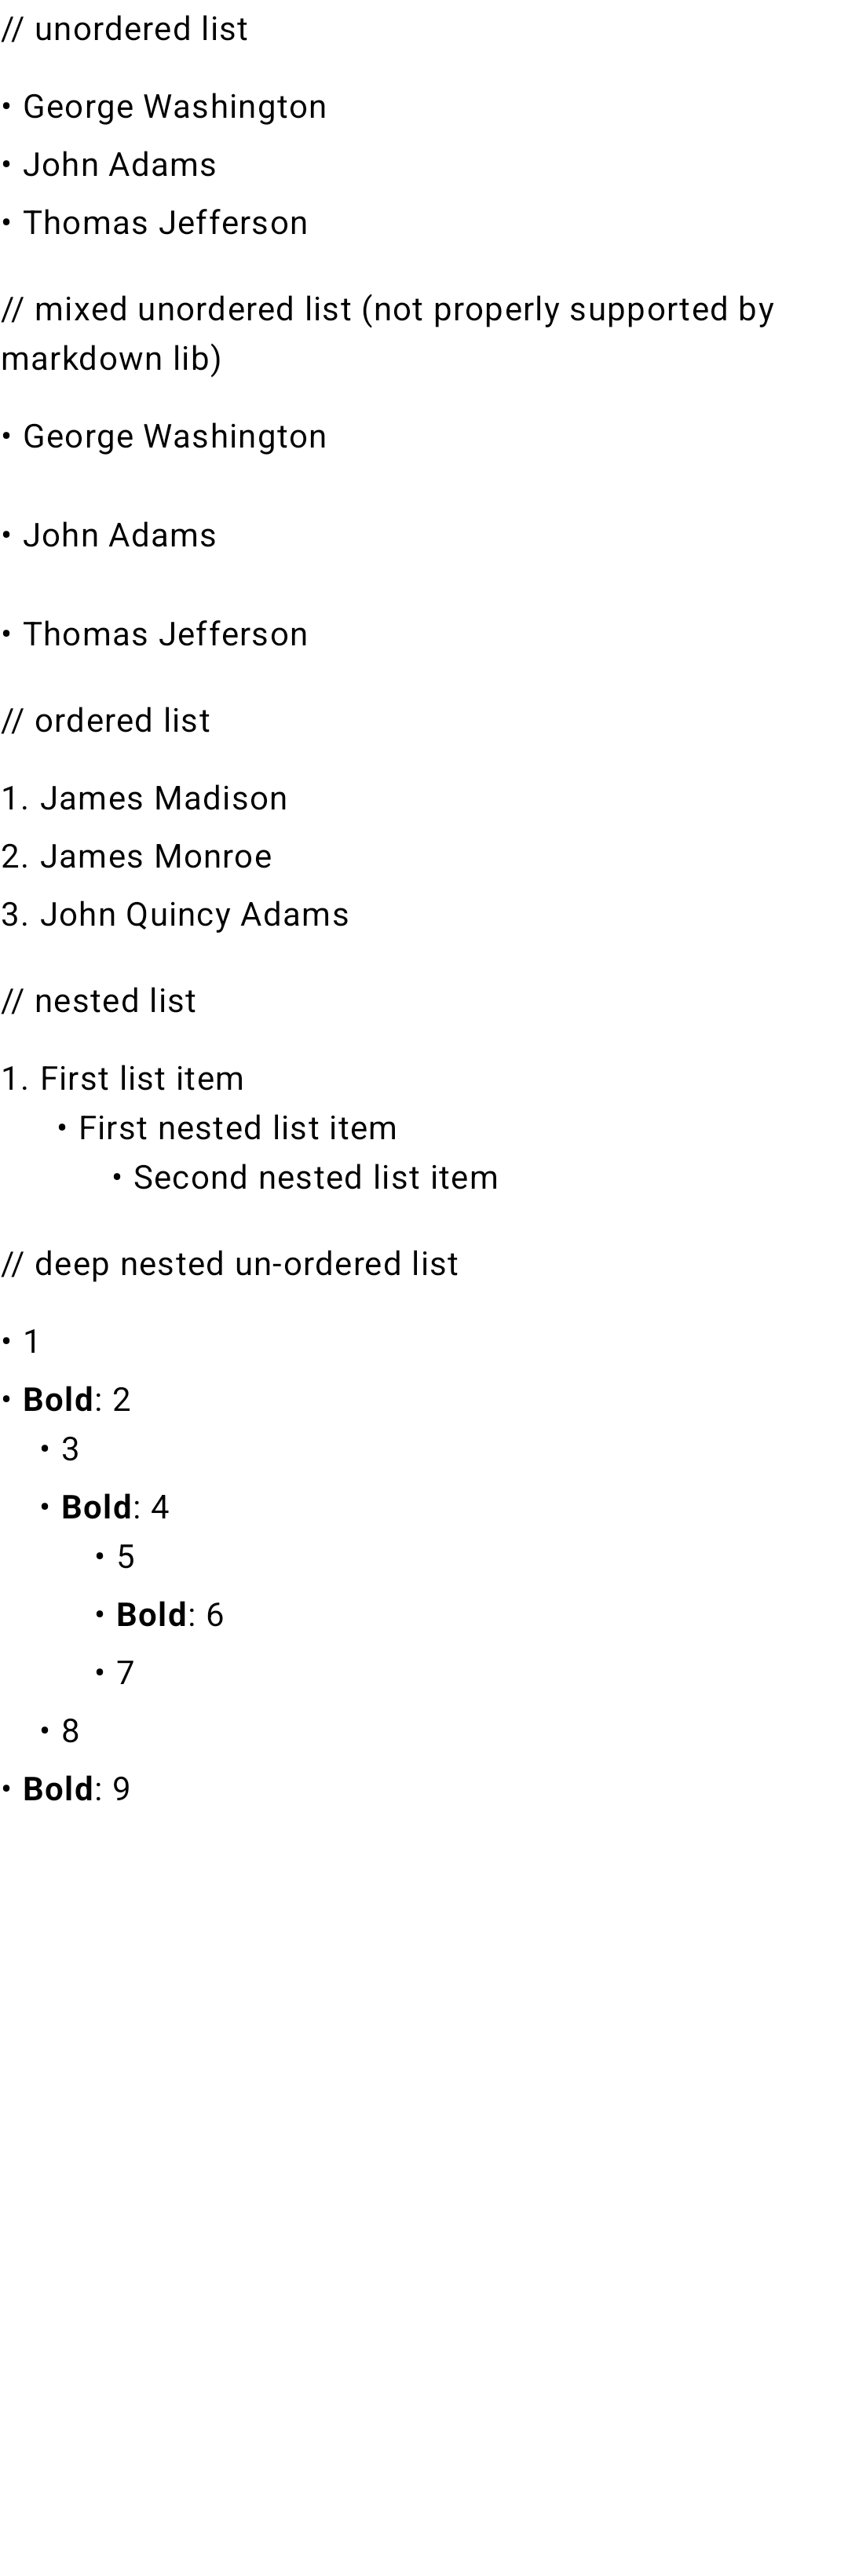 // unordered list
• George Washington
• John Adams
• Thomas Jefferson
// mixed unordered list (not properly supported by
markdown lib)
• George Washington
• John Adams
• Thomas Jefferson
// ordered list
1. James Madison
2. James Monroe
3. John Quincy Adams
// nested list
1. First list item
• First nested list item
• Second nested list item
// deep nested un-ordered list
• 1
• Bold: 2
• 3
• Bold: 4
• 5
• Bold: 6
• 7
• 8
• Bold: 9